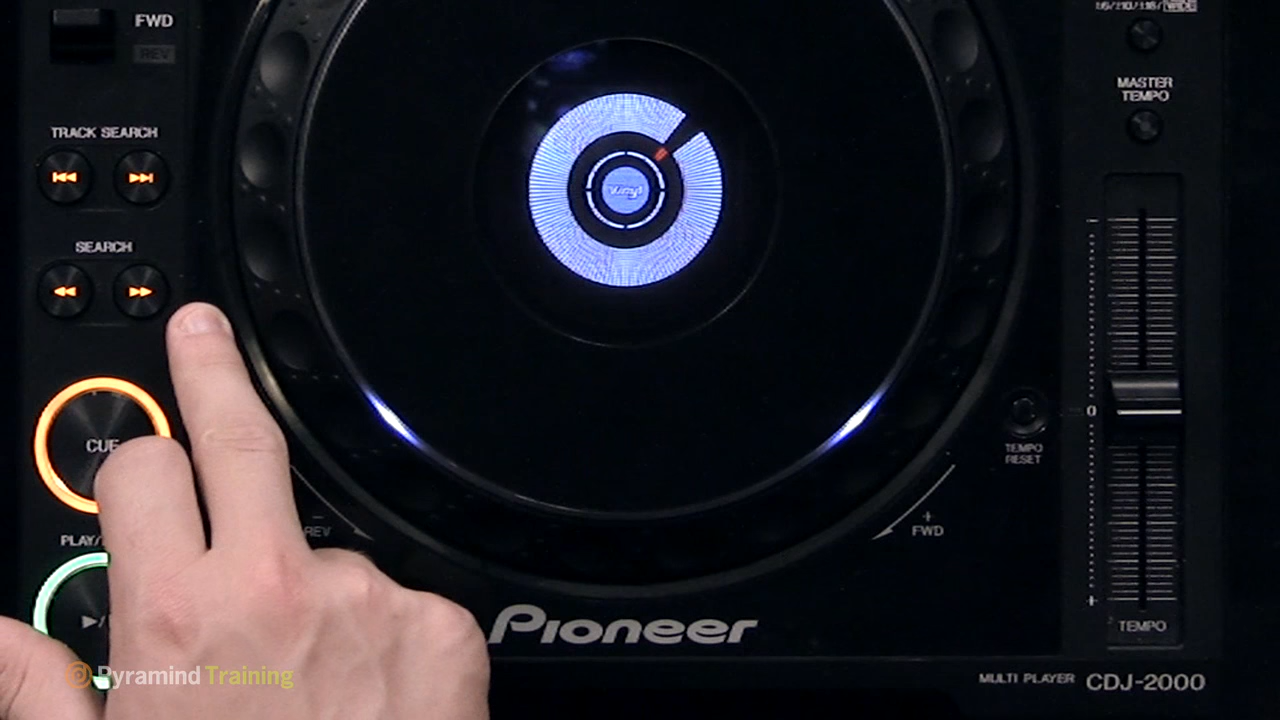 FWD
REV
MASTER
TEMPO
TRACK SEARCH
SEARCH
Vinyl
CUE
0
TEMPO
RESET
REV
FWD
PLAY/
TEMPO
Pioneer
Pyramind Training
MULTI PLAYER CDJ-2000